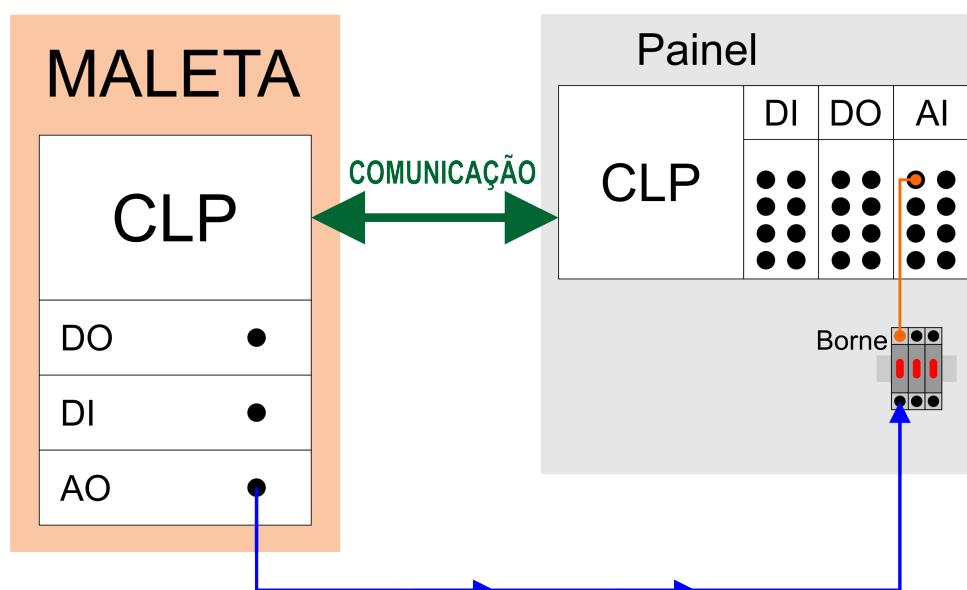 MALETA
CLP
DO
DI
AO
COMUNICAÇÃO
Painel
CLP
DI
DO
AI
Borne